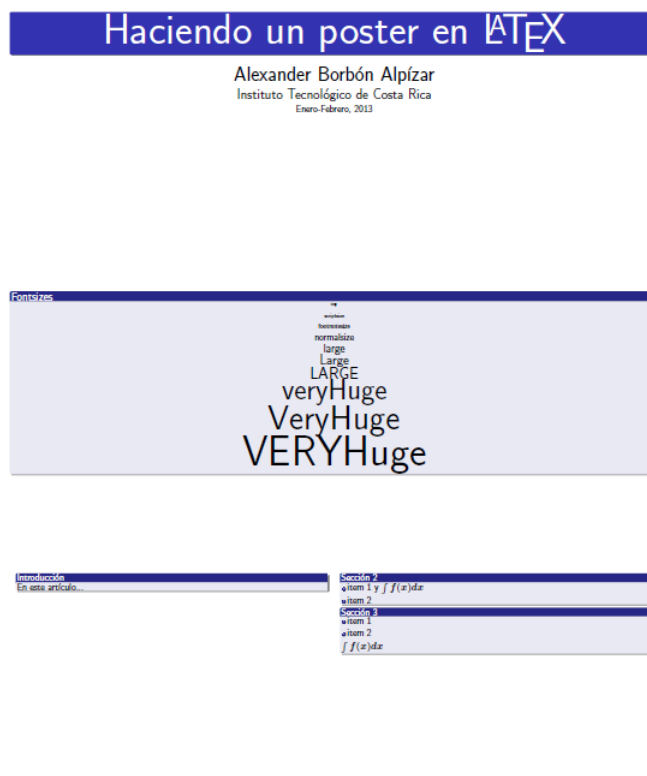 Haciendo un poster en LATEX
Alexander Borbón Alpízar
Instituto Tecnológico de Costa Rica
Enero-Febrero, 2013
Fontsizes
scriptsize
footnotesize
normalsize
large
Large
LARGE
veryHuge
VeryHuge
VERYHuge
Introducción
En este artículo...
Sección 2
item 1 y ∫ f(x)dx
item 2
Sección 3
item 1
item 2
∫ f(x)dx